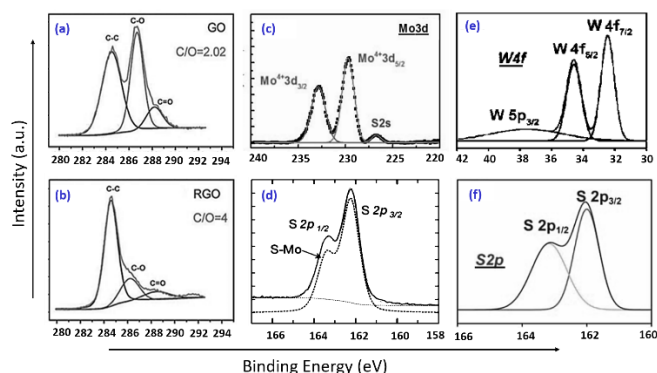 (a)
GO
C-C
C-O
C/O=2.02
C=O
280 282 284 286 288 290 292 294
(b)
RGO
C-C
C/O=4
C-O
C=O
280 282 284 286 288 290 292 294
(c)
Mo3d
Mo4+3d5/2
Mo4+3d3/2
S2s
240 235 230 225 220
(d)
S 2p1/2
S 2p3/2
S-Mo
166 164 162 160 158
(e)
W4f
W 4f7/2
W 4f5/2
W 5p3/2
42 38 34 30
(f)
S 2p3/2
S 2p1/2
S2p
166 164 162 160
Intensity (a.u.)
Binding Energy (eV)